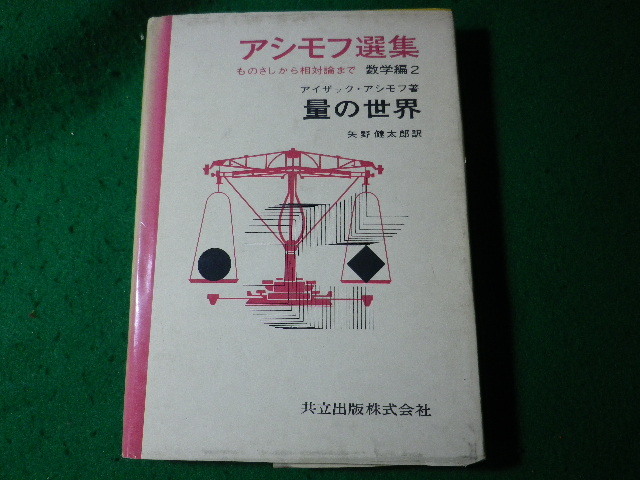 アシモフ選集
ものさしから相対論まで 数学編2
アイザック・アシモフ著
量の世界
矢野健太郎訳
共立出版株式会社